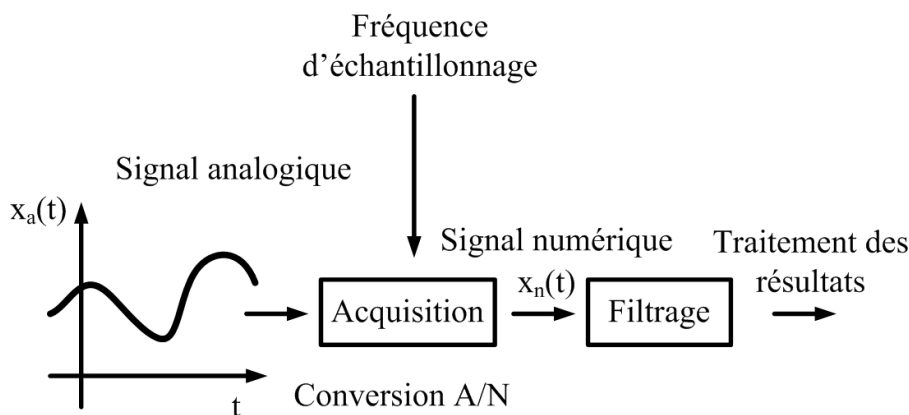 Fréquence
d’échantillonnage
Signal analogique
xa(t)
Signal numérique
xn(t)
Traitement des
résultats
Acquisition
Filtrage
t
Conversion A/N